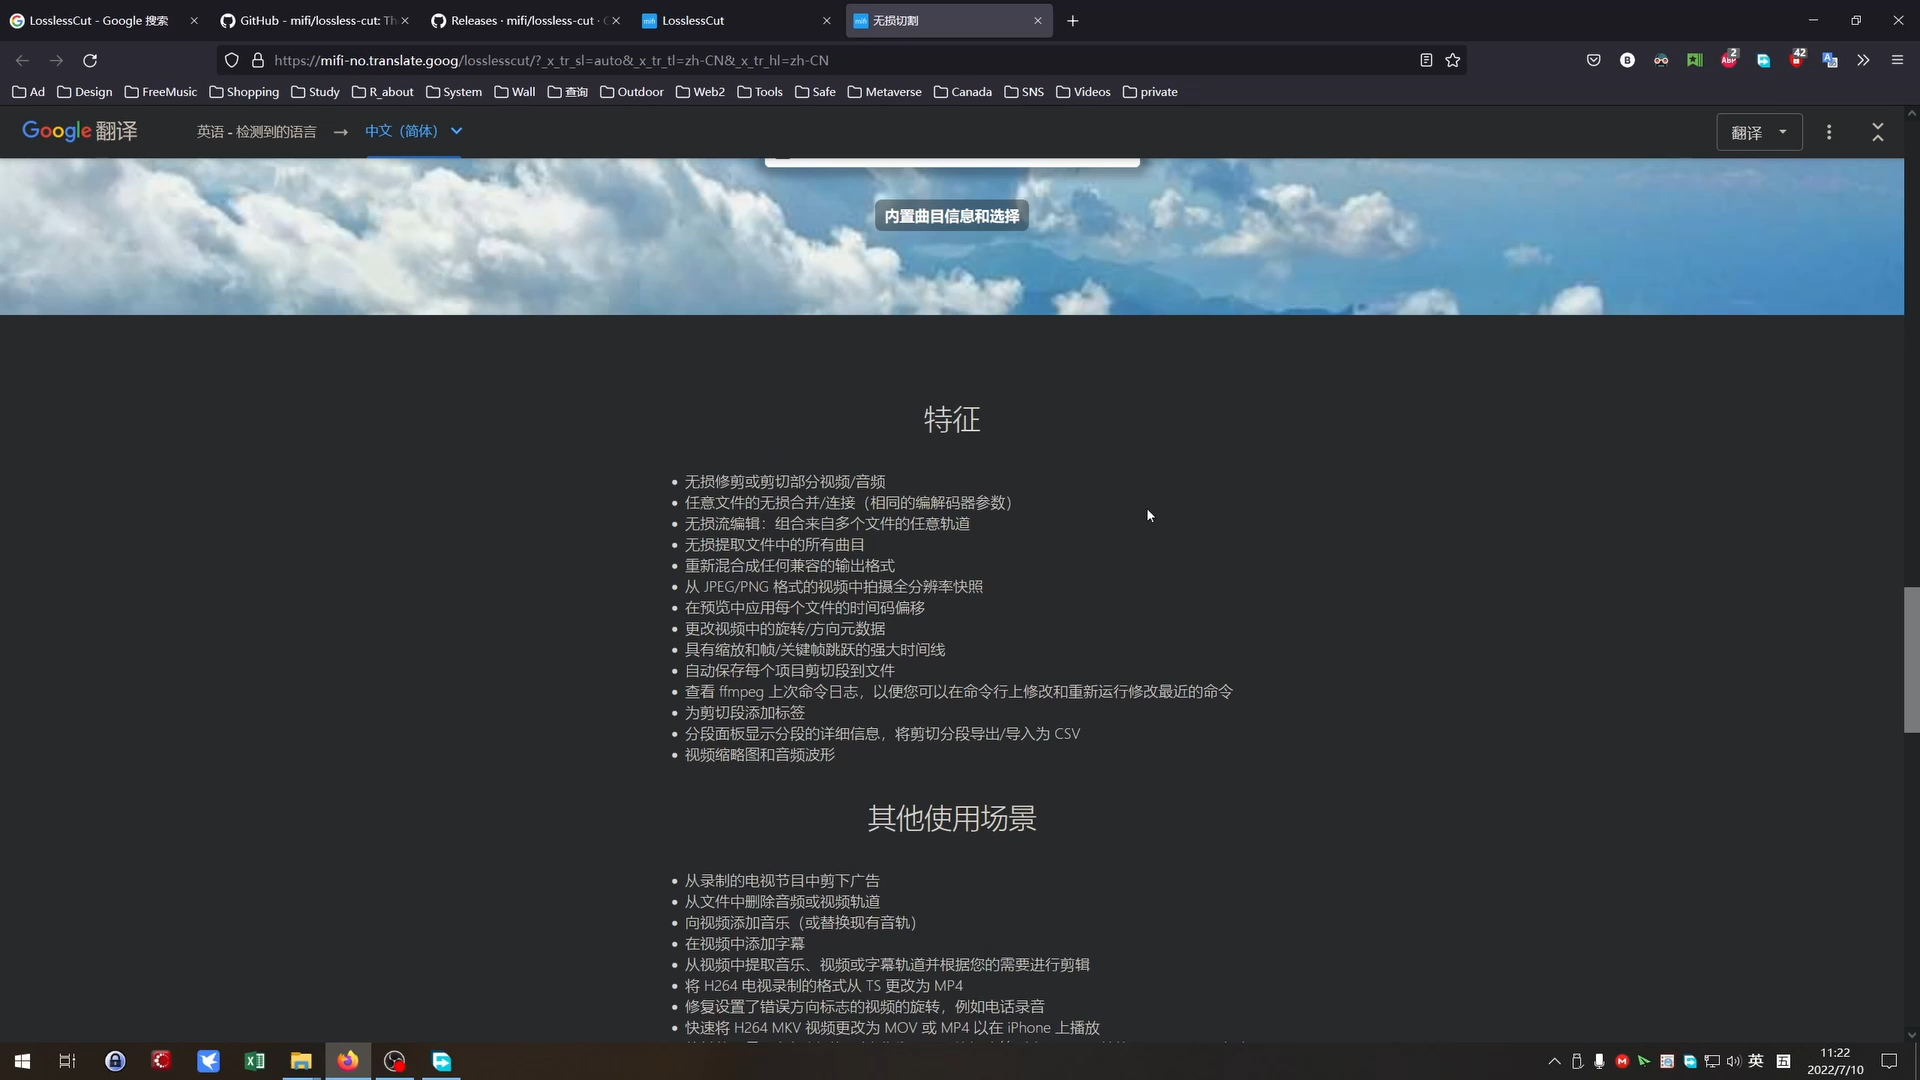 LosslessCut - Google 搜索
GitHub - mifi/lossless-cut: Th
Releases · mifi/lossless-cut ·
LosslessCut
无损切割
https://mifi-no.translate.goog/losslesscut/?_x_tr_sl=auto&_x_tr_tl=zh-CN&_x_tr_hl=zh-CN
2
42
Ad Design FreeMusic Shopping Study R_about System Wall 查询 Outdoor Web2 Tools Safe Metaverse Canada SNS Videos private
Google 翻译
英语 - 检测到的语言 → 中文（简体）
翻译
内置曲目信息和选择
特征
• 无损修剪或剪切部分视频/音频
• 任意文件的无损合并/连接（相同的编解码器参数）
• 无损流编辑：组合来自多个文件的任意轨道
• 无损提取文件中的所有曲目
• 重新混合成任何兼容的输出格式
• 从 JPEG/PNG 格式的视频中拍摄全分辨率快照
• 在预览中应用每个文件的时间码偏移
• 更改视频中的旋转/方向元数据
• 具有缩放和帧/关键帧跳跃的强大时间线
• 自动保存每个项目剪切段到文件
• 查看 ffmpeg 上次命令日志，以便您可以在命令行上修改和重新运行修改最近的命令
• 为剪切段添加标签
• 分段面板显示分段的详细信息，将剪切分段导出/导入为 CSV
• 视频缩略图和音频波形
其他使用场景
• 从录制的电视节目中剪下广告
• 从文件中删除音频或视频轨道
• 向视频添加音乐（或替换现有音轨）
• 在视频中添加字幕
• 从视频中提取音乐、视频或字幕轨道并根据您的需要进行剪辑
• 将 H264 电视录制的格式从 TS 更改为 MP4
• 修复设置了错误方向标志的视频的旋转，例如电话录音
• 快速将 H264 MKV 视频更改为 MOV 或 MP4 以在 iPhone 上播放
英 五
11:22
2022/7/10